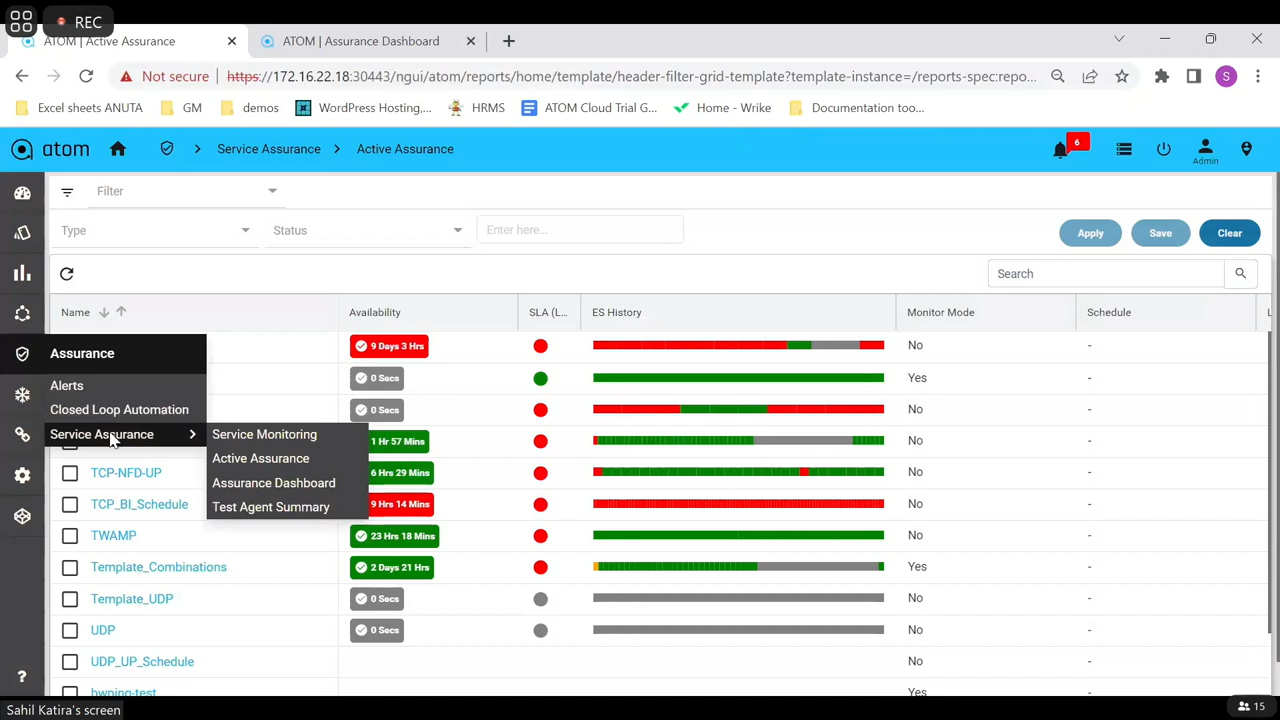 REC
ATOM | Active Assurance
ATOM | Assurance Dashboard
Not secure
https://172.16.22.18:30443/ngui/atom/reports/home/template/header-filter-grid-template?template-instance=/reports-spec:repo...
Excel sheets ANUTA
GM
demos
WordPress Hosting,...
HRMS
ATOM Cloud Trial G...
Home - Wrike
Documentation too...
atom
Service Assurance
Active Assurance
6
Admin
Filter
Type
Status
Enter here...
Apply
Save
Clear
Search
Name
Availability
SLA (L...
ES History
Monitor Mode
Schedule
Assurance
Alerts
Closed Loop Automation
Service Assurance
Service Monitoring
Active Assurance
Assurance Dashboard
Test Agent Summary
9 Days 3 Hrs
No
-
0 Secs
Yes
-
0 Secs
No
-
1 Hr 57 Mins
No
-
TCP-NFD-UP
6 Hrs 29 Mins
No
-
TCP_BI_Schedule
9 Hrs 14 Mins
No
-
TWAMP
23 Hrs 18 Mins
No
-
Template_Combinations
2 Days 21 Hrs
Yes
-
Template_UDP
0 Secs
No
-
UDP
0 Secs
No
-
UDP_UP_Schedule
No
-
bwping-test
Yes
-
?
Sahil Katira's screen
15